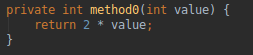 private int method0(int value) {
    return 2 * value;
}